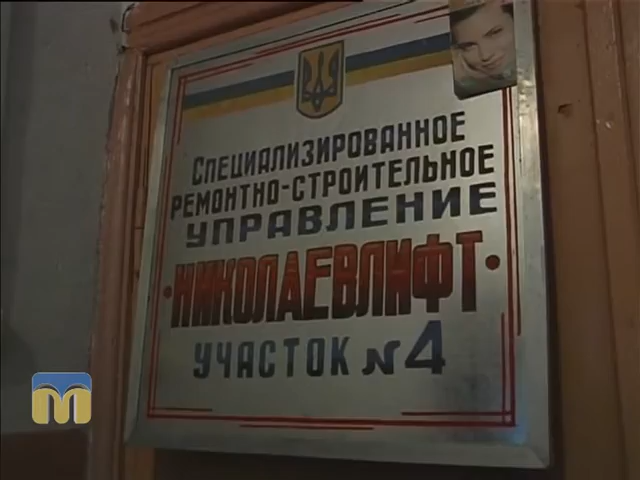 СПЕЦИАЛИЗИРОВАННОЕ
РЕМОНТНО-СТРОИТЕЛЬНОЕ
УПРАВЛЕНИЕ
•НИКОЛАЕВЛИФТ•
УЧАСТОК №4
М